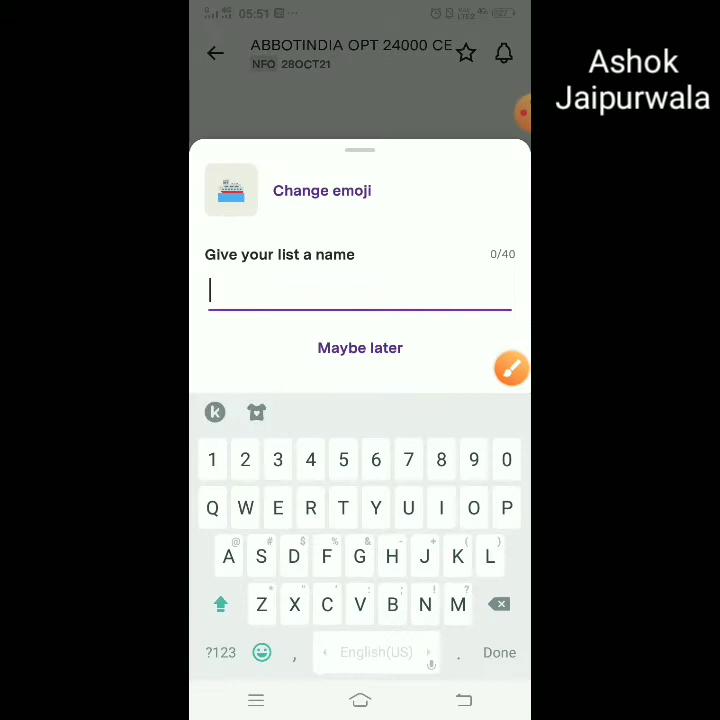 05:51
ABBOTINDIA OPT 24000 CE
NFO 28OCT21
Ashok
Jaipurwala
Change emoji
Give your list a name
0/40
Maybe later
k
1 2 3 4 5 6 7 8 9 0
Q W E R T Y U I O P
@ # $ % & - + ( )
A S D F G H J K L
* " ' : ; ! ?
Z X C V B N M
?123 , English(US) . Done